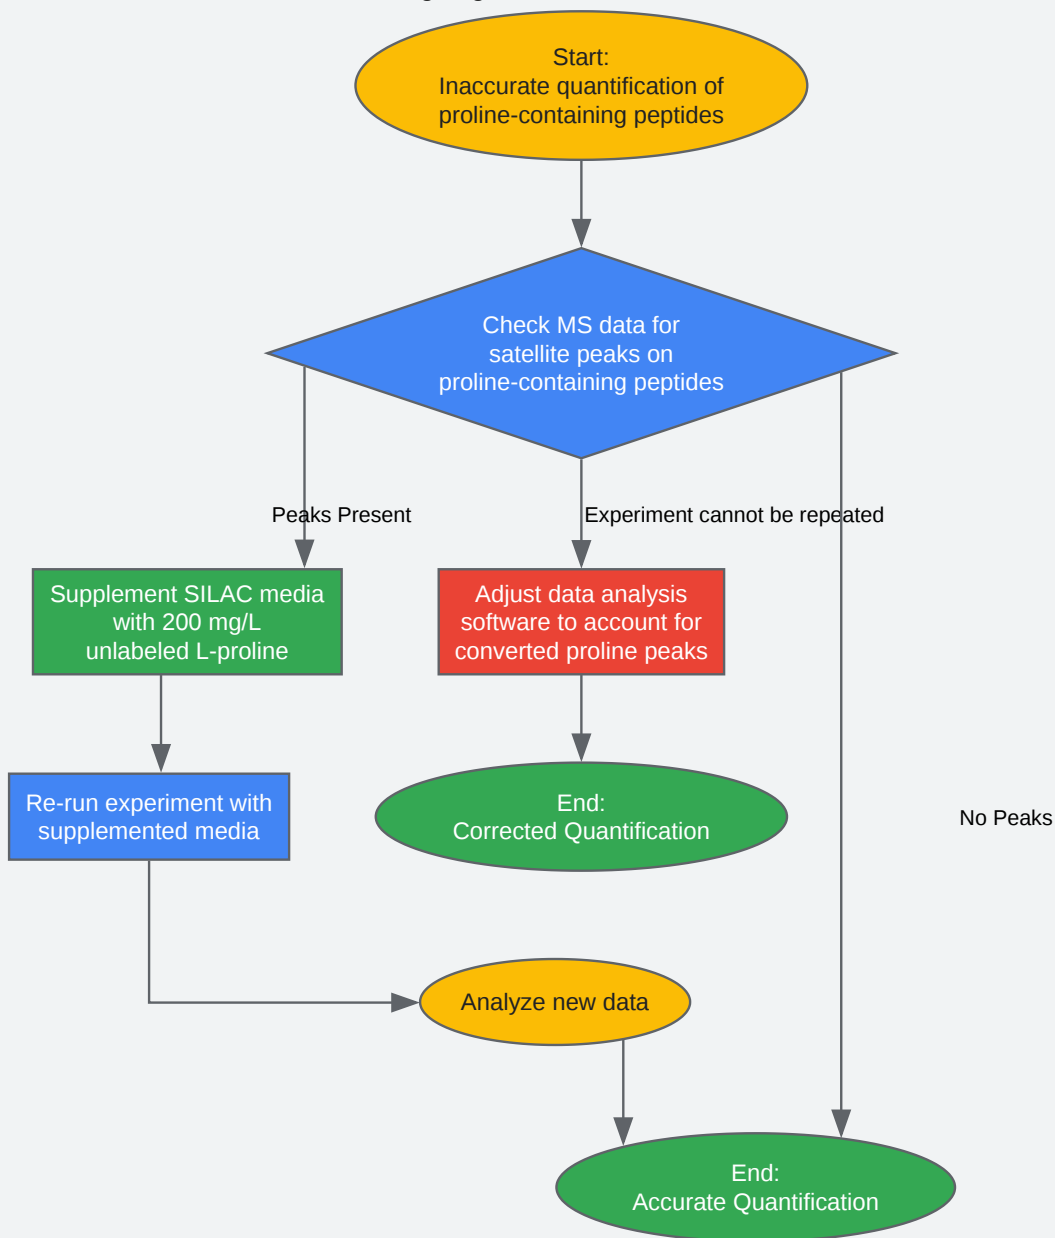 Start:
Inaccurate quantification of
proline-containing peptides
Check MS data for
satellite peaks on
proline-containing peptides
Peaks Present
Experiment cannot be repeated
Supplement SILAC media
with 200 mg/L
unlabeled L-proline
Adjust data analysis
software to account for
converted proline peaks
Re-run experiment with
supplemented media
End:
Corrected Quantification
No Peaks
Analyze new data
End:
Accurate Quantification